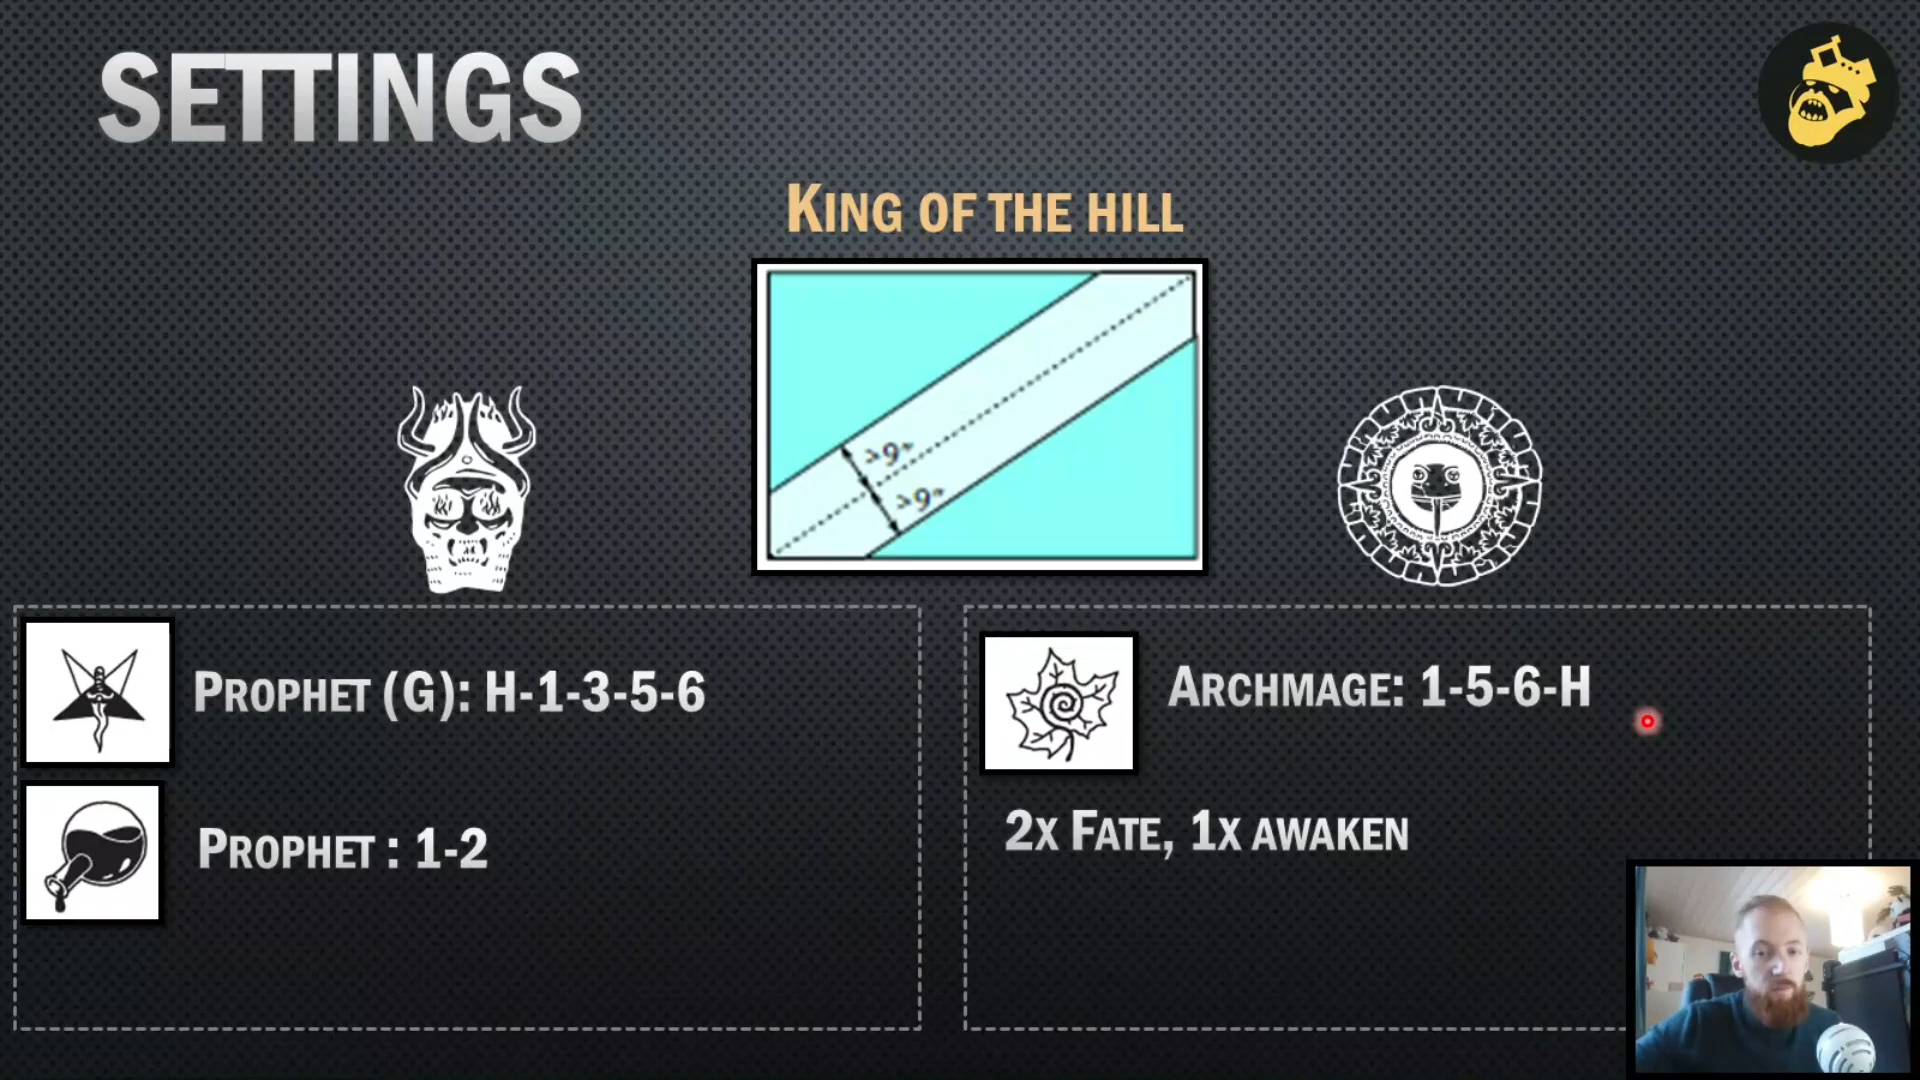 SETTINGS
KING OF THE HILL
>9"
>9"
PROPHET (G): H-1-3-5-6
ARCHMAGE: 1-5-6-H
PROPHET : 1-2
2X FATE, 1X AWAKEN